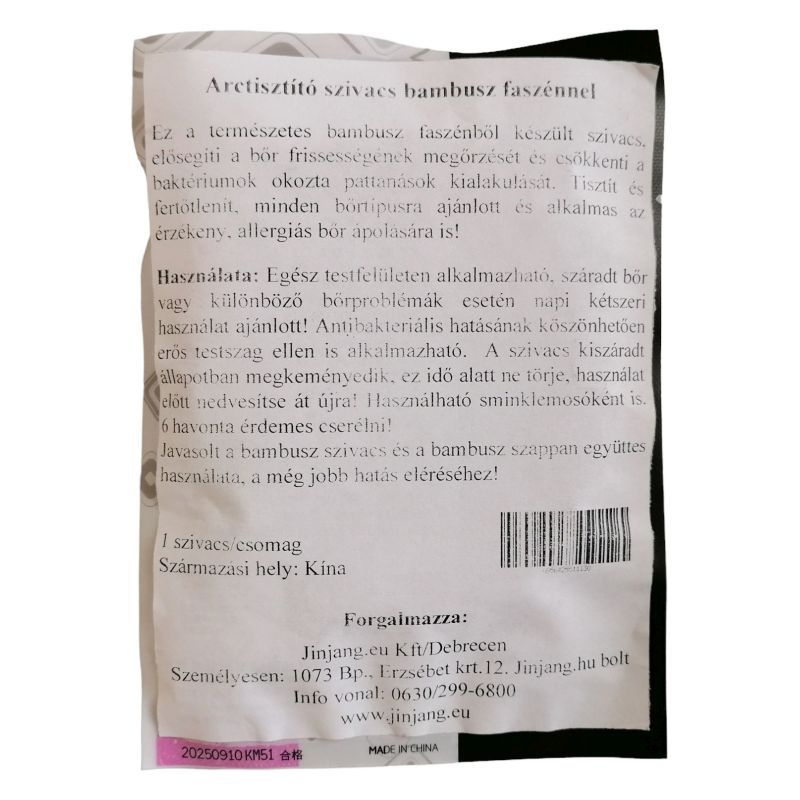 Arctisztító szivacs bambusz faszénnel
Ez a természetes bambusz faszénből készült szivacs,
elősegíti a bőr frissességének megőrzését és csökkenti a
baktériumok okozta pattanások kialakulását. Tisztít és
fertőtlenít, minden bőrtípusra ajánlott és alkalmas az
érzékeny, allergiás bőr ápolására is!
Használata: Egész testfelületen alkalmazható, száradt bőr
vagy különböző bőrproblémák esetén napi kétszeri
használat ajánlott! Antibakteriális hatásának köszönhetően
erős testszag ellen is alkalmazható. A szivacs kiszáradt
állapotban megkeményedik, ez idő alatt ne törje, használat
előtt nedvesítse át újra! Használható sminklemosóként is.
6 havonta érdemes cserélni!
Javasolt a bambusz szivacs és a bambusz szappan együttes
használata, a még jobb hatás eléréséhez!
1 szivacs/csomag
Származási hely: Kína
Forgalmazza:
Jinjang.eu Kft/Debrecen
Személyesen: 1073 Bp., Erzsébet krt.12. Jinjang.hu bolt
Info vonal: 0630/299-6800
www.jinjang.eu
20250910KM51 合格
MADE IN CHINA